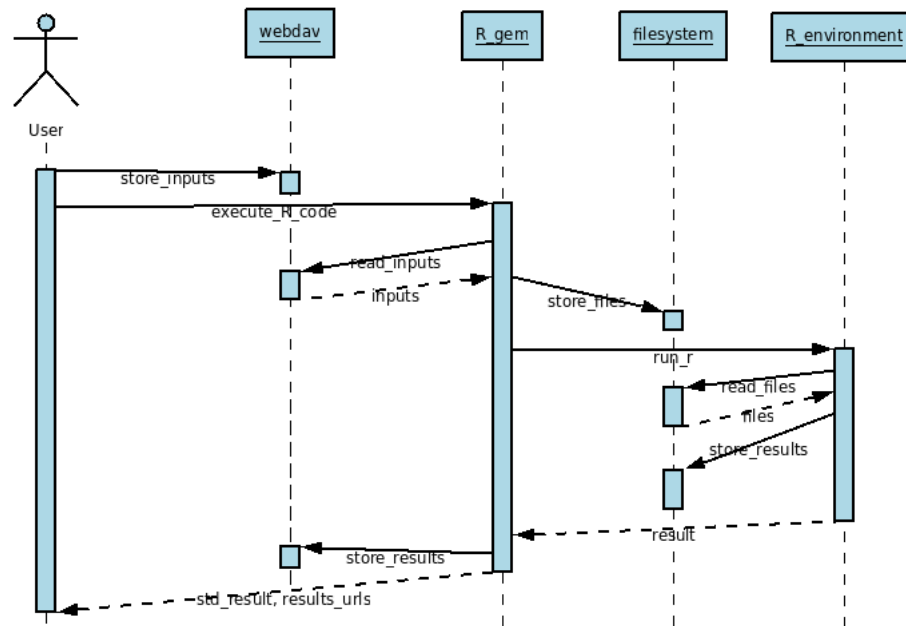 webdav
R_gem
filesystem
R_environment
User
store_inputs
execute_R_code
read_inputs
inputs
store_files
run_r
read_files
files
store_results
result
store_results
std_result, results_urls